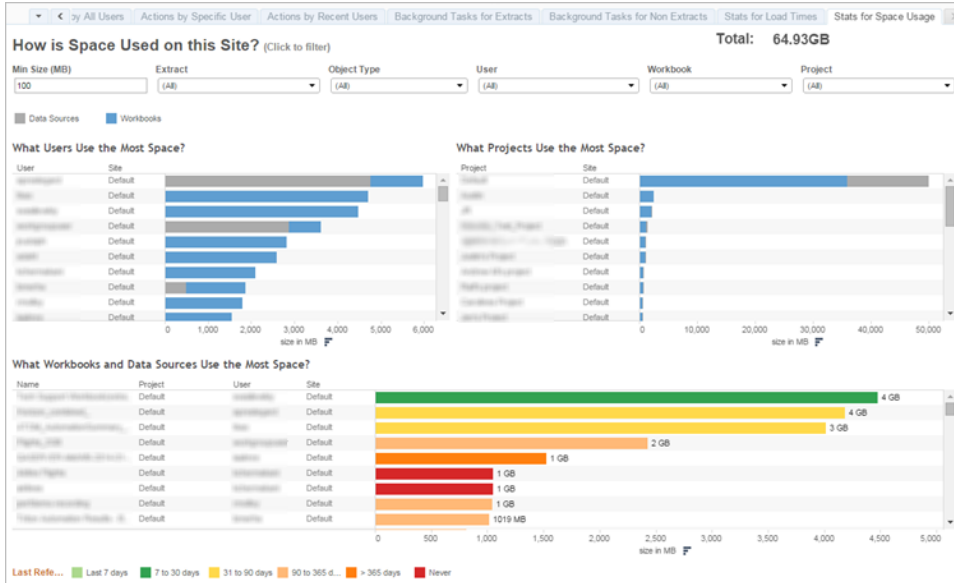 by All Users Actions by Specific User Actions by Recent Users Background Tasks for Extracts Background Tasks for Non Extracts Stats for Load Times Stats for Space Usage
How is Space Used on this Site? (Click to filter) Total: 64.93GB
Min Size (MB) Extract Object Type User Workbook Project
100 (All) (All) (All) (All) (All)
Data Sources Workbooks
What Users Use the Most Space? What Projects Use the Most Space?
User Site Project Site
Default Default
Default Default
Default Default
Default Default
Default Default
Default Default
Default Default
Default Default
Default Default
Default Default
0 1,000 2,000 3,000 4,000 5,000 6,000 0 10,000 20,000 30,000 40,000 50,000
size in MB size in MB
What Workbooks and Data Sources Use the Most Space?
Name Project User Site
Default Default 4 GB
Default Default 4 GB
Default Default 3 GB
Default Default 2 GB
Default Default 1 GB
Default Default 1 GB
Default Default 1 GB
Default Default 1 GB
Default Default 1019 MB
0 500 1,000 1,500 2,000 2,500 3,000 3,500 4,000 4,500 5,000
size in MB
Last Refe... Last 7 days 7 to 30 days 31 to 90 days 90 to 365 d... > 365 days Never